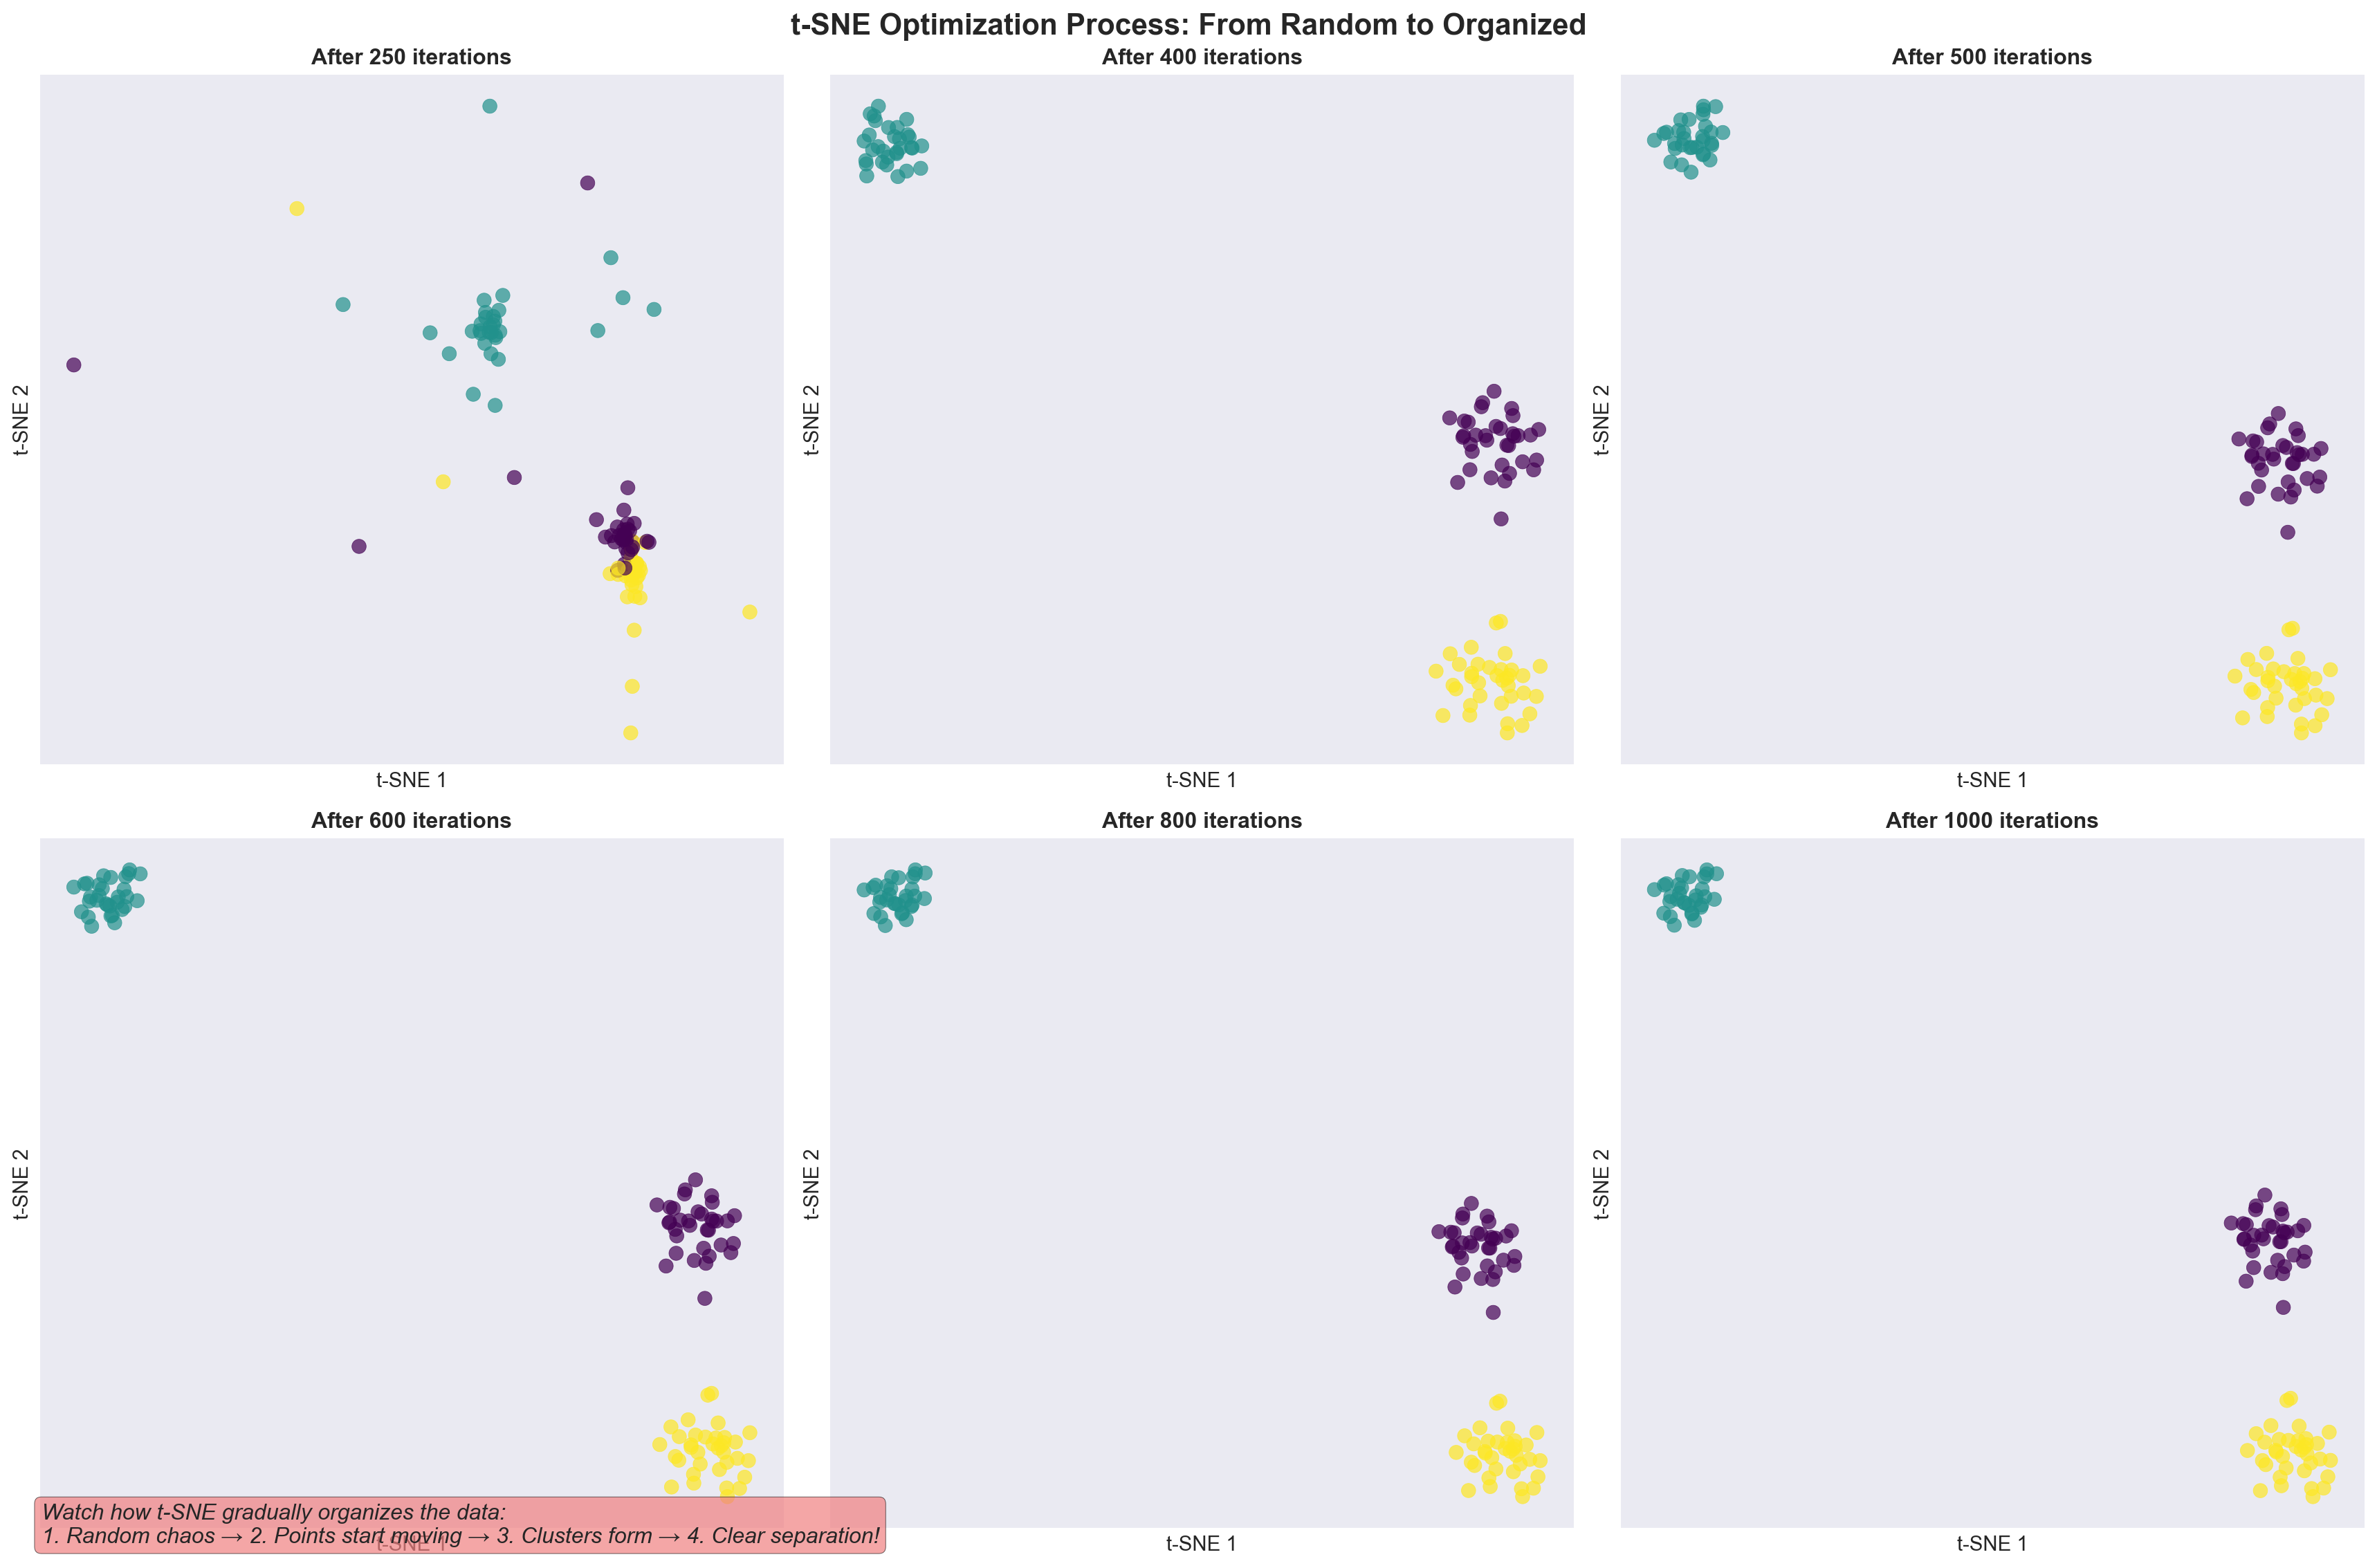 t-SNE Optimization Process: From Random to Organized
After 250 iterations
t-SNE 2
t-SNE 1
After 400 iterations
t-SNE 2
t-SNE 1
After 500 iterations
t-SNE 2
t-SNE 1
After 600 iterations
t-SNE 2
t-SNE 1
After 800 iterations
t-SNE 2
t-SNE 1
After 1000 iterations
t-SNE 2
t-SNE 1
Watch how t-SNE gradually organizes the data:
1. Random chaos → 2. Points start moving → 3. Clusters form → 4. Clear separation!